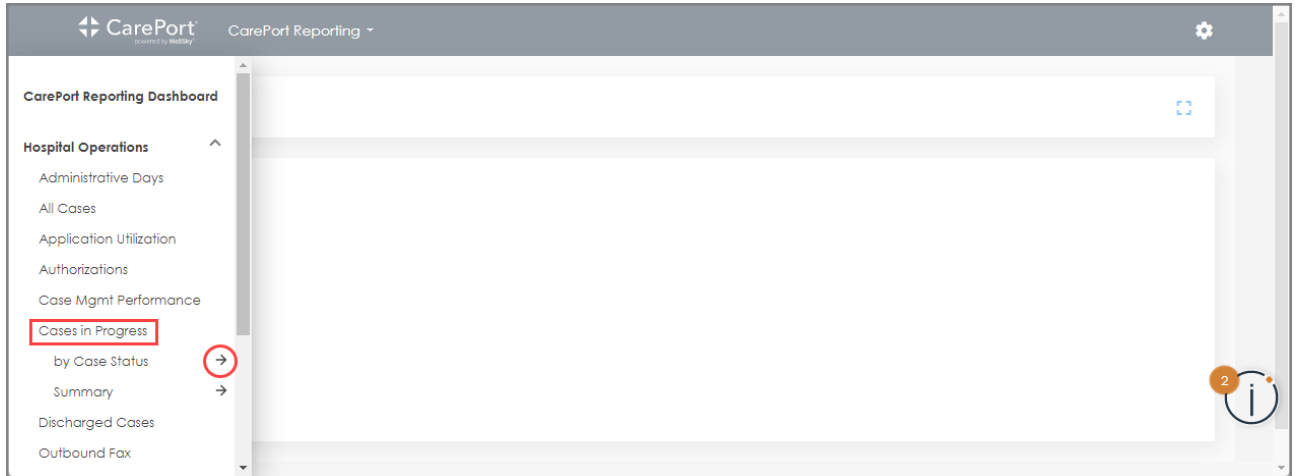 CarePort
powered by WellSky
CarePort Reporting
CarePort Reporting Dashboard
Hospital Operations
Administrative Days
All Cases
Application Utilization
Authorizations
Case Mgmt Performance
Cases in Progress
by Case Status
Summary
Discharged Cases
Outbound Fax
2
i